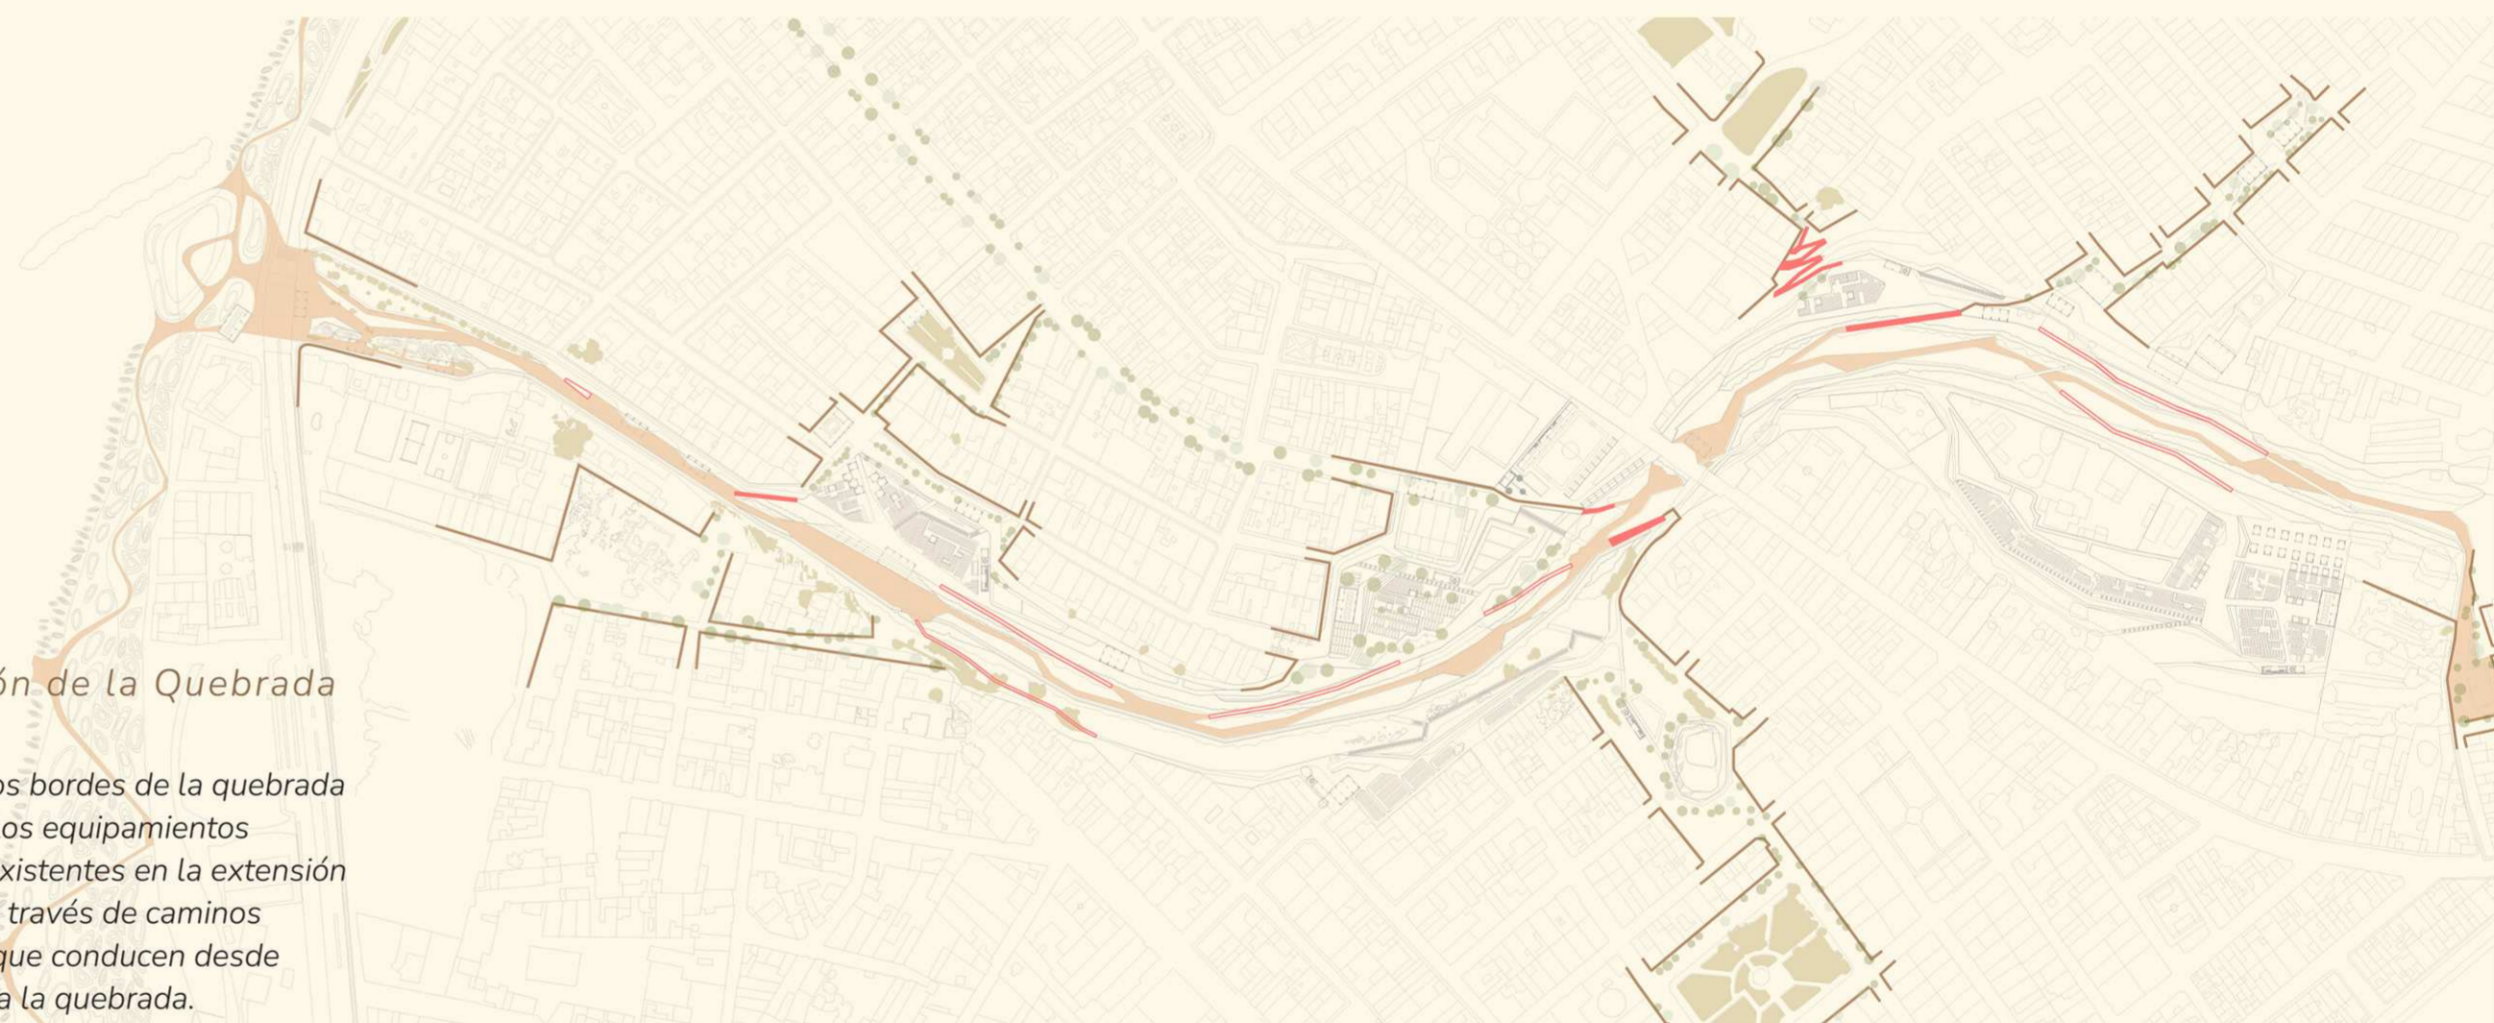 ón de la Quebrada
os bordes de la quebrada
os equipamientos
xistentes en la extensión
través de caminos
que conducen desde
a la quebrada.